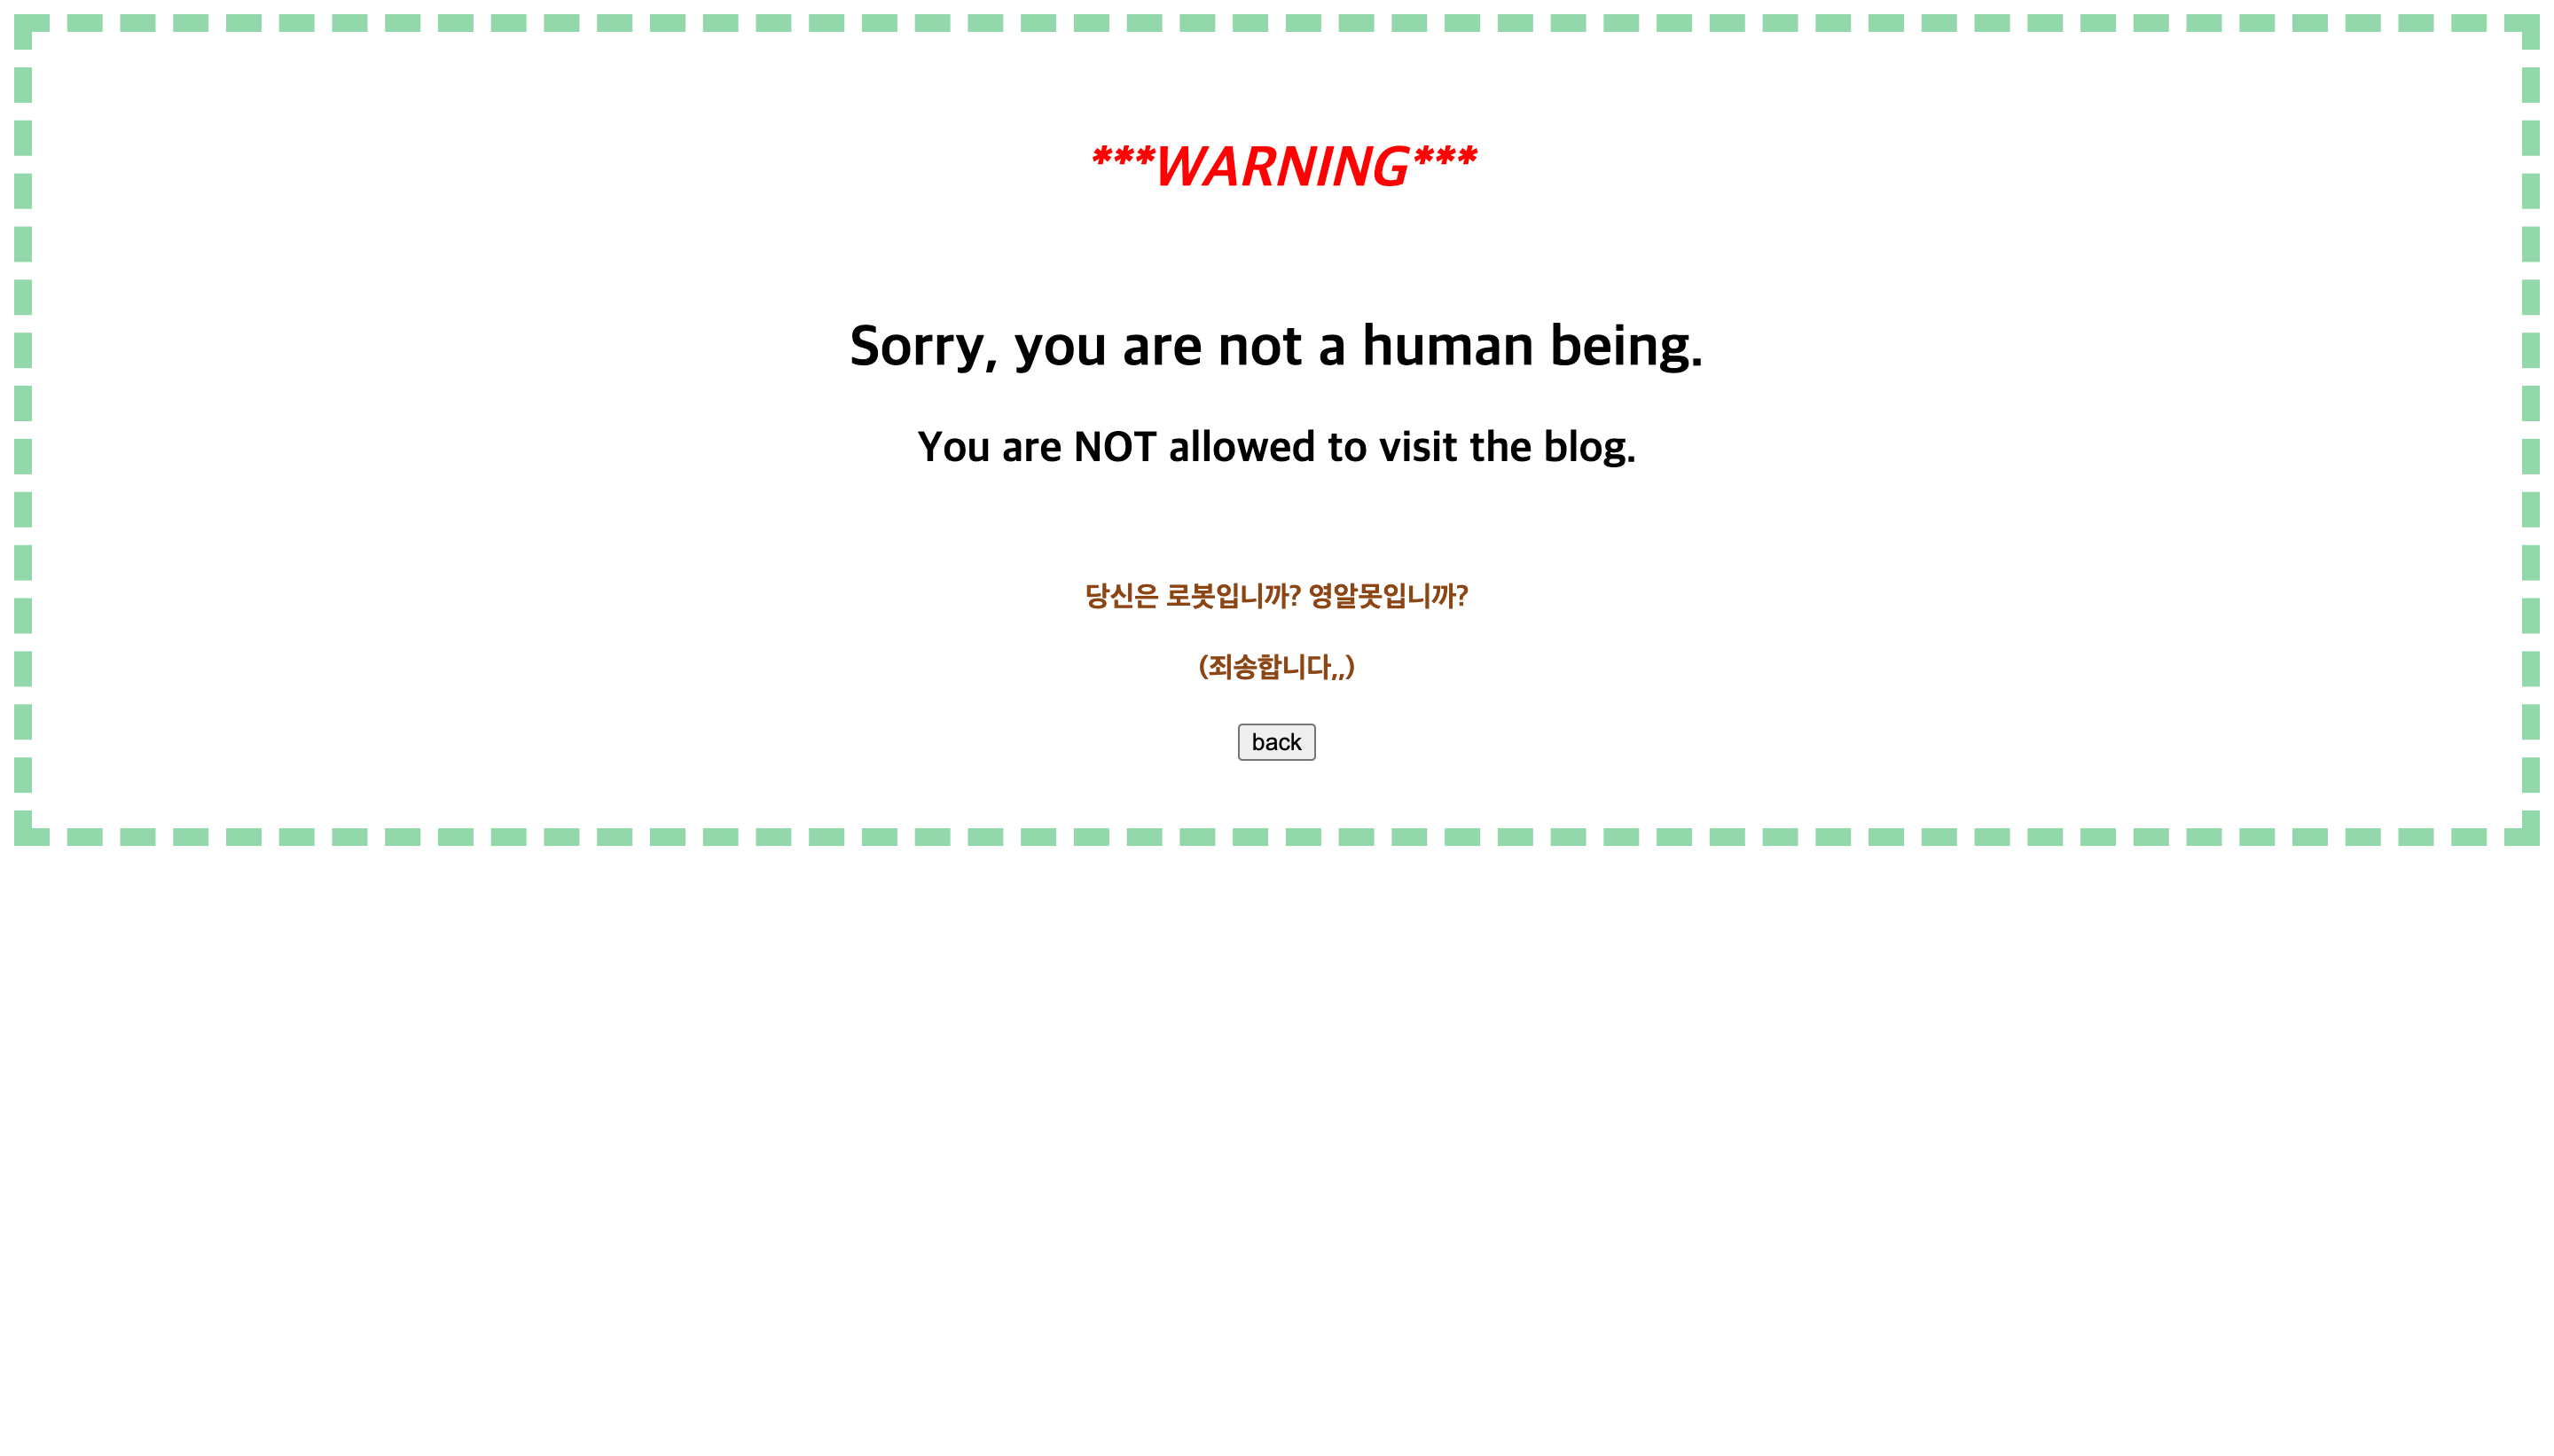 ***WARNING***
Sorry, you are not a human being.
You are NOT allowed to visit the blog.
당신은 로봇입니까? 영알못입니까?
(죄송합니다,,)
back